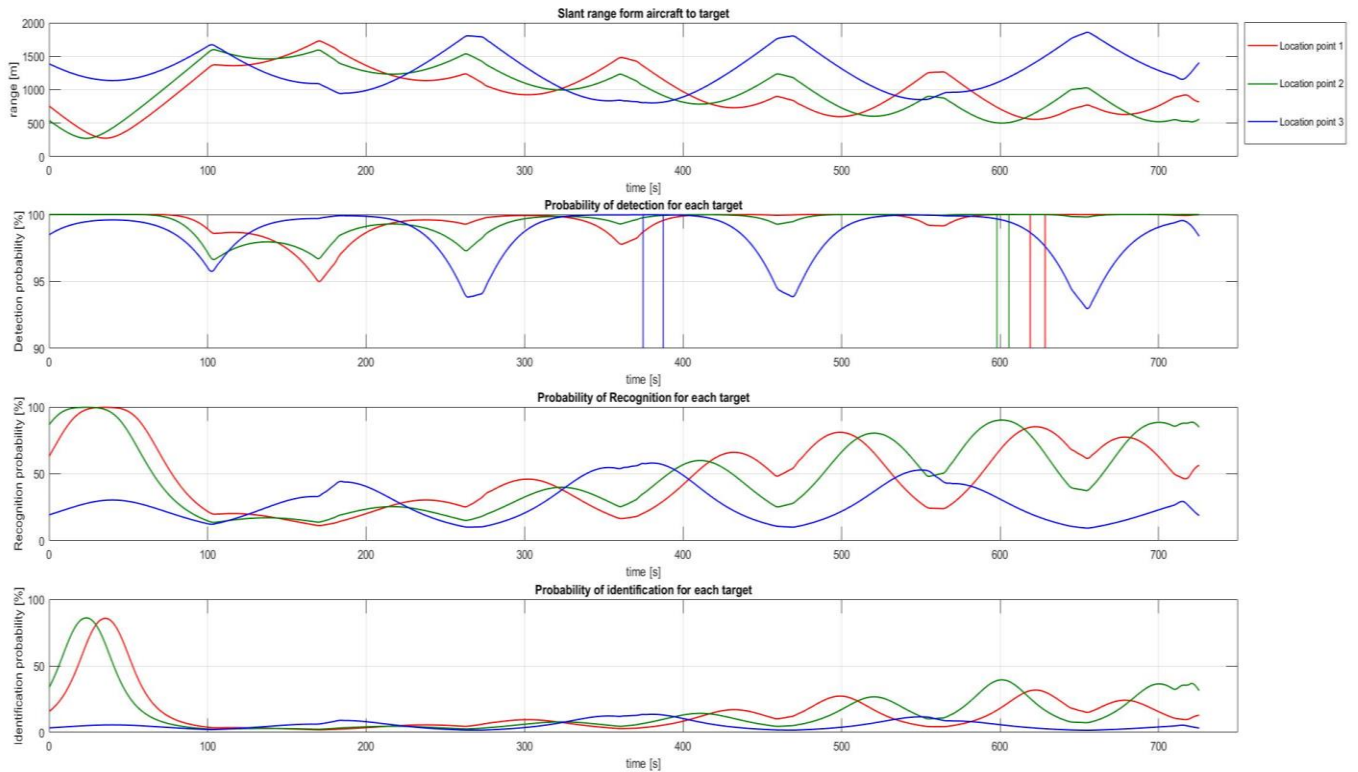 Slant range form aircraft to target
2000
1500
1000
500
0
range [m]
0 100 200 300 400 500 600 700
time [s]
Location point 1
Location point 2
Location point 3
Probability of detection for each target
100
95
90
Detection probability [%]
0 100 200 300 400 500 600 700
time [s]
Probability of Recognition for each target
100
50
0
Recognition probability [%]
0 100 200 300 400 500 600 700
time [s]
Probability of identification for each target
100
50
0
Identification probability [%]
0 100 200 300 400 500 600 700
time [s]